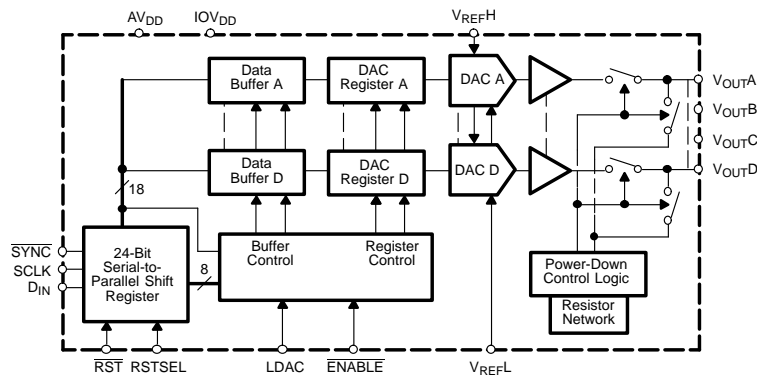 AVDD IOVDD VREFH
Data Buffer A
DAC Register A
DAC A
VOUTA
VOUTB
VOUTC
VOUTD
Data Buffer D
DAC Register D
DAC D
18
24-Bit
Serial-to-
Parallel Shift
Register
8
Buffer Control
Register Control
SYNC
SCLK
DIN
Power-Down
Control Logic
Resistor
Network
RST RSTSEL LDAC ENABLE VREFL